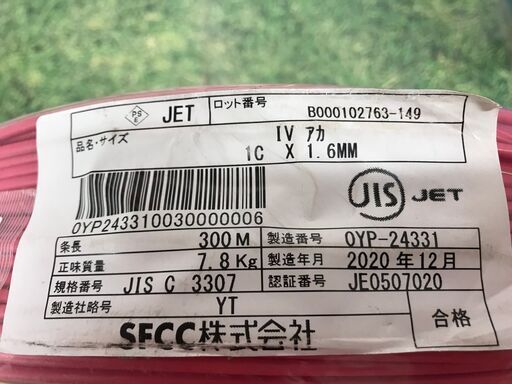 PS E JET ロット番号 B000102763-149
品名・サイズ IV アカ
1C X 1.6MM
JIS JET
0YP243310030000006
条長 300M 製造番号 0YP-24331
正味質量 7.8Kg 製造年月 2020年12月
規格番号 JIS C 3307 認証番号 JE0507020
製造社略号 YT 合格
SFCC株式会社